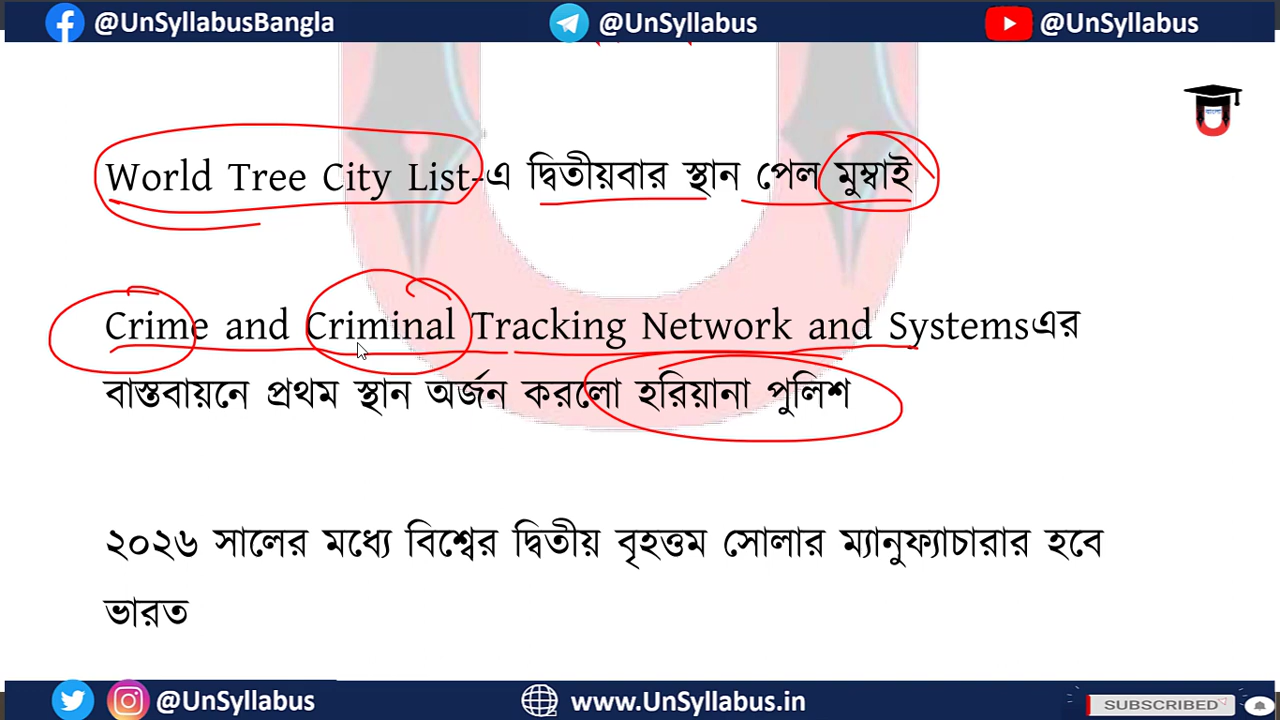 @UnSyllabusBangla @UnSyllabus @UnSyllabus
World Tree City List-এ দ্বিতীয়বার স্থান পেল মুম্বাই
Crime and Criminal Tracking Network and Systemsএর
বাস্তবায়নে প্রথম স্থান অর্জন করলো হরিয়ানা পুলিশ
২০২৬ সালের মধ্যে বিশ্বের দ্বিতীয় বৃহত্তম সোলার ম্যানুফ্যাচারার হবে
ভারত
@UnSyllabus www.UnSyllabus.in SUBSCRIBED